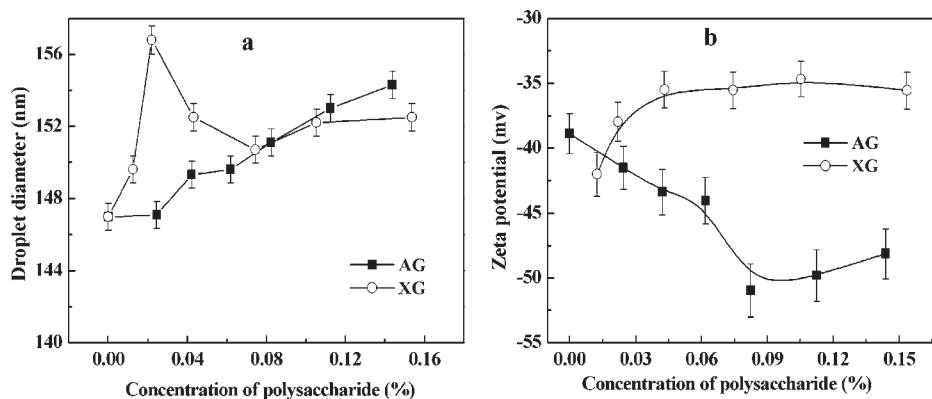 a
Droplet diameter (nm)
156
152
148
144
140
AG
XG
0.00 0.04 0.08 0.12 0.16
Concentration of polysaccharide (%)
b
Zeta potential (mv)
-30
-35
-40
-45
-50
-55
AG
XG
0.00 0.03 0.06 0.09 0.12 0.15
Concentration of polysaccharide (%)